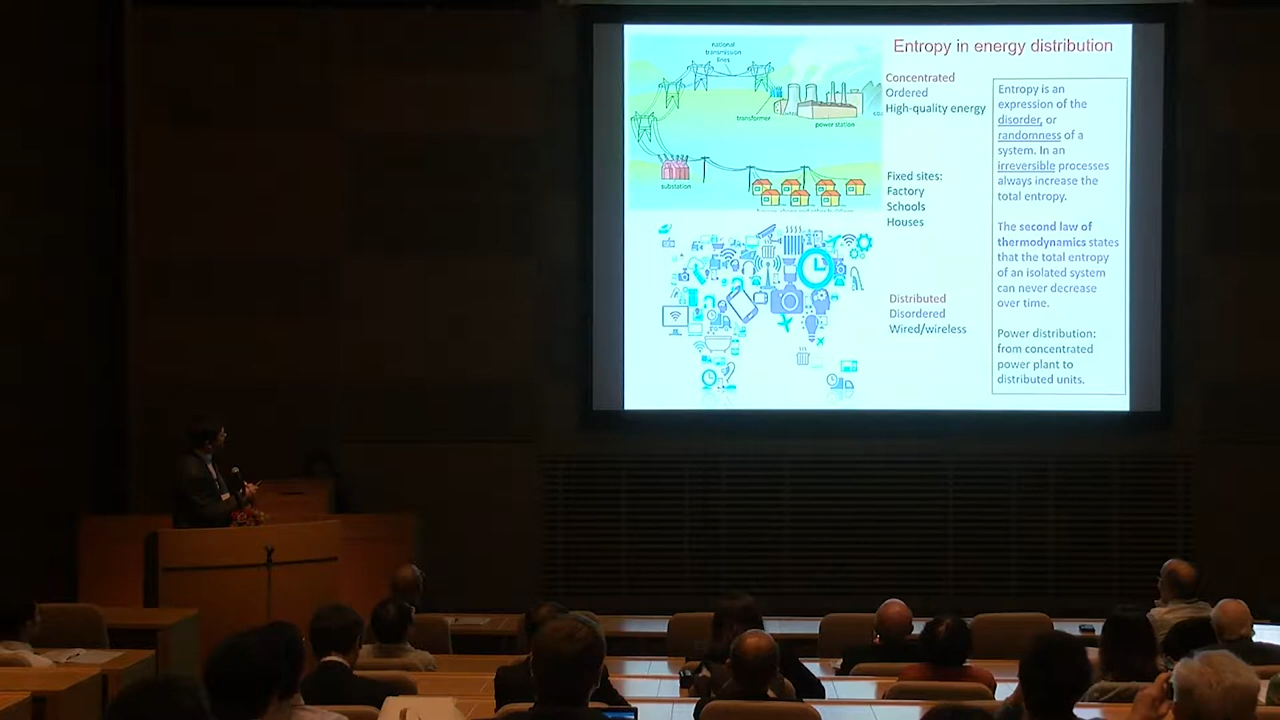 Entropy in energy distribution
national
transmission
lines
transformer
power station
substation
Concentrated
Ordered
High-quality energy
Fixed sites:
Factory
Schools
Houses
Distributed
Disordered
Wired/wireless
Entropy is an
expression of the
disorder, or
randomness of a
system. In an
irreversible processes
always increase the
total entropy.
The second law of
thermodynamics states
that the total entropy
of an isolated system
can never decrease
over time.
Power distribution:
from concentrated
power plant to
distributed units.